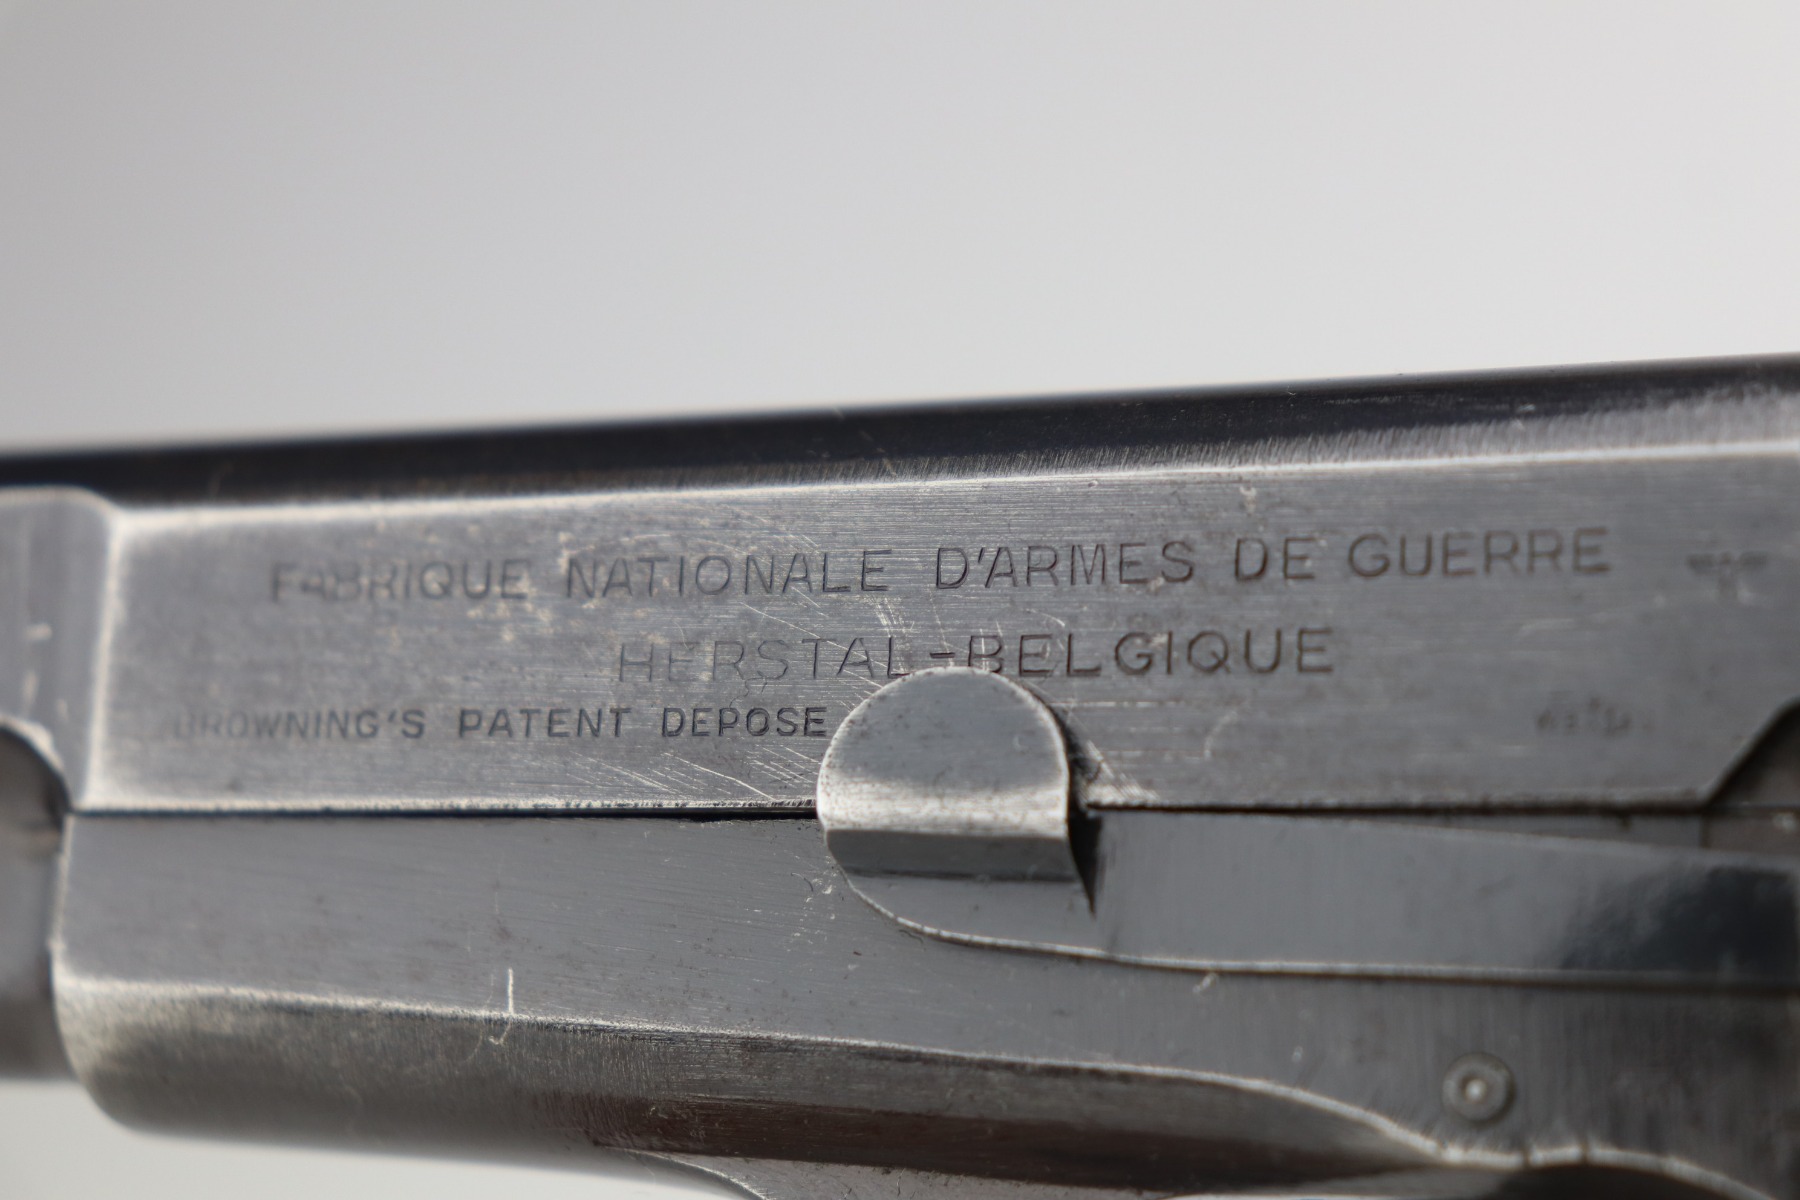 FABRIQUE NATIONALE D'ARMES DE GUERRE
HERSTAL-BELGIQUE
BROWNING'S PATENT DEPOSE